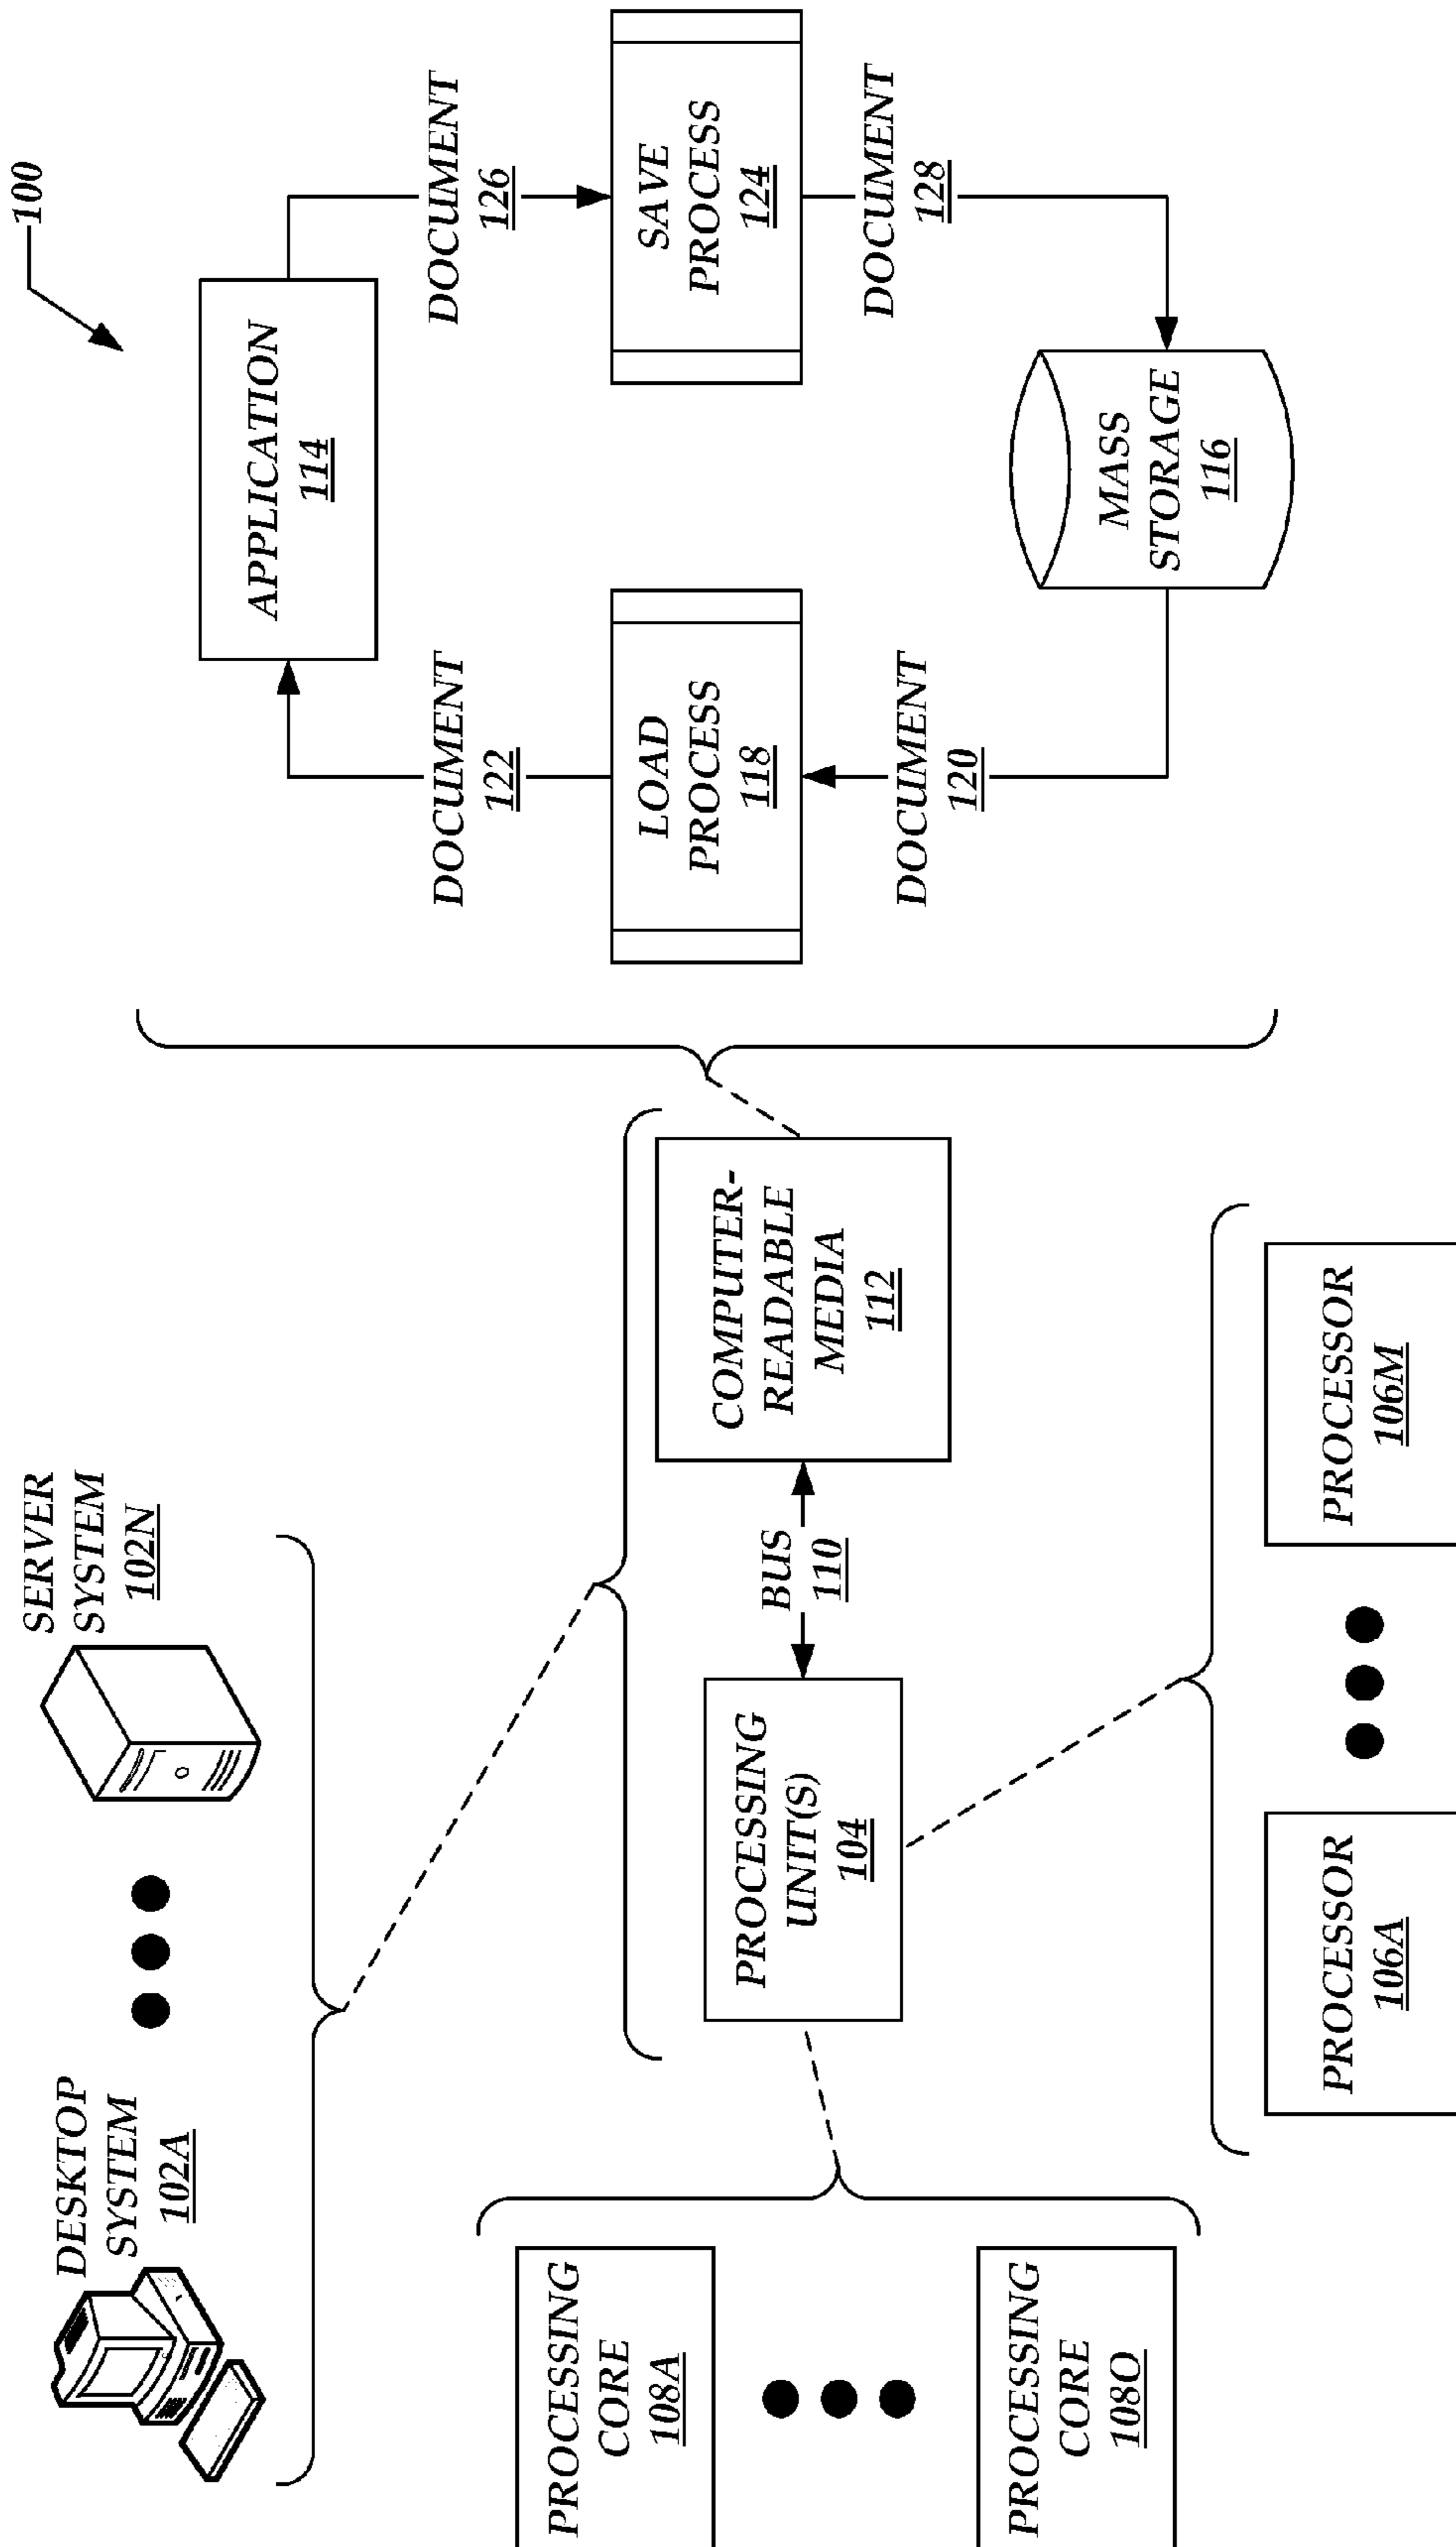 100
DESKTOP
SYSTEM
102A
SERVER
SYSTEM
102N
APPLICATION
114
DOCUMENT
122
DOCUMENT
126
PROCESSING
CORE
108A
PROCESSING
CORE
108O
PROCESSING
UNIT(S)
104
BUS
110
COMPUTER-
READABLE
MEDIA
112
LOAD
PROCESS
118
SAVE
PROCESS
124
DOCUMENT
120
DOCUMENT
128
MASS
STORAGE
116
PROCESSOR
106A
PROCESSOR
106M